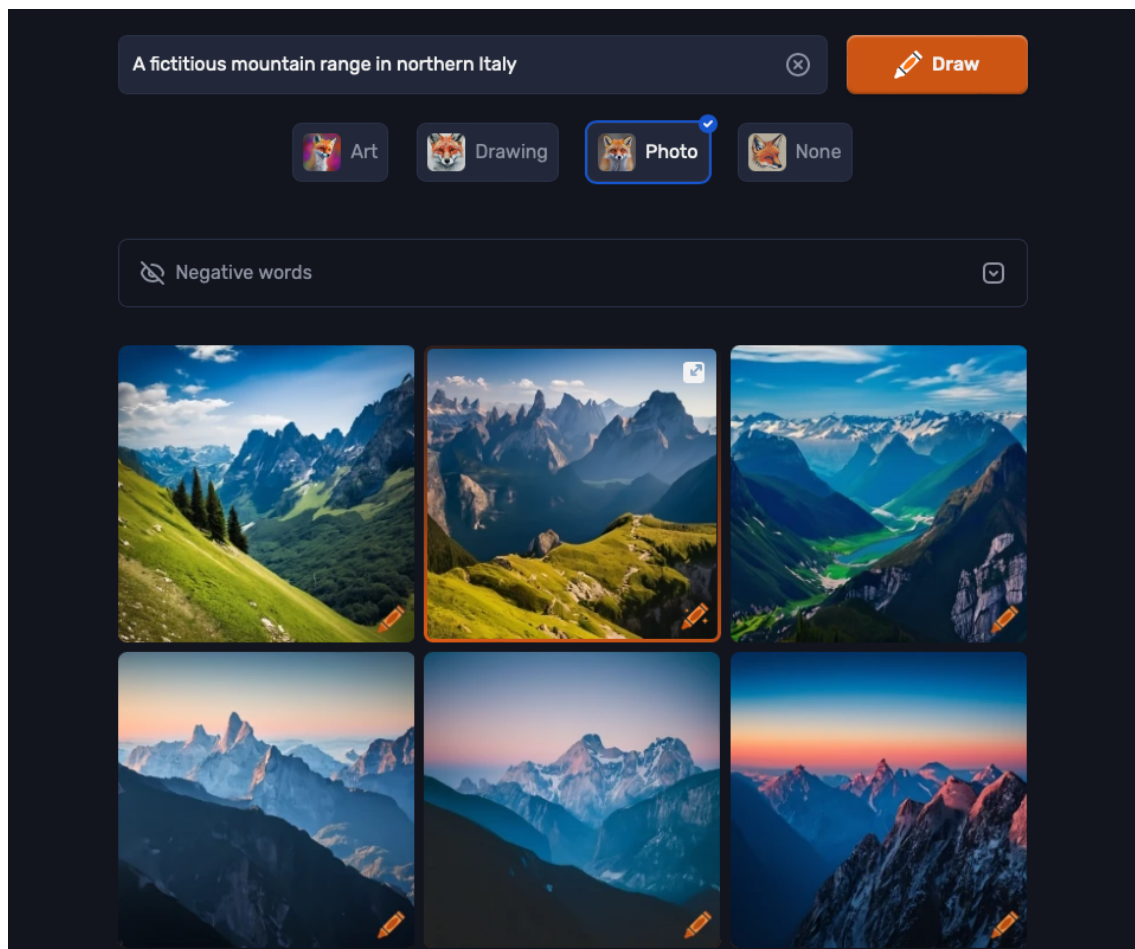 A fictitious mountain range in northern Italy
Draw
Art
Drawing
Photo
None
Negative words